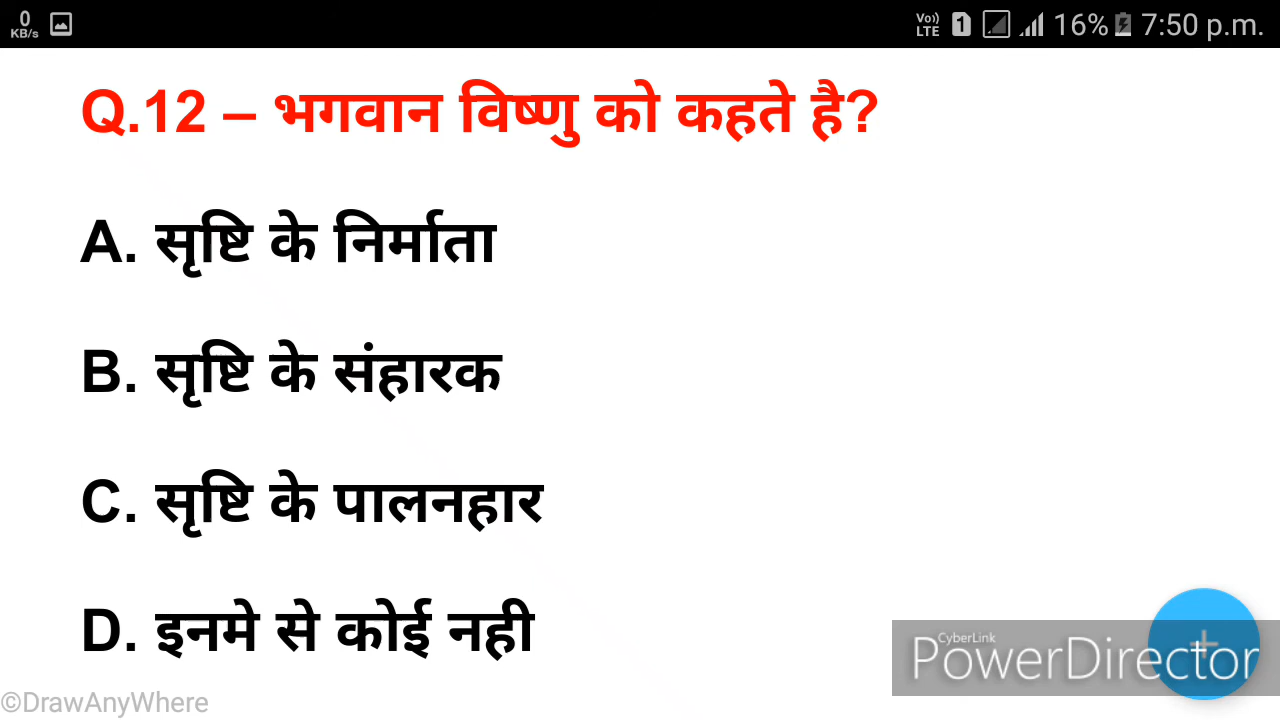 0
KB/s
Vo))
LTE
1
16%
7:50 p.m.
Q.12 – भगवान विष्णु को कहते है?
A. सृष्टि के निर्माता
B. सृष्टि के संहारक
C. सृष्टि के पालनहार
D. इनमे से कोई नही
CyberLink
PowerDirector
©DrawAnyWhere